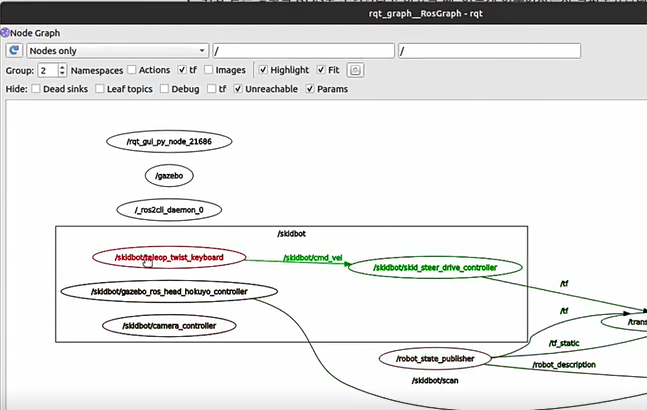 rqt_graph__RosGraph - rqt
Node Graph
Nodes only / /
Group: 2 Namespaces Actions tf Images Highlight Fit
Hide: Dead sinks Leaf topics Debug tf Unreachable Params
/rqt_gui_py_node_21686
/gazebo
/_ros2cli_daemon_0
/skidbot
/skidbot/teleop_twist_keyboard
/skidbot/cmd_vel
/skidbot/skid_steer_drive_controller
/tf
/skidbot/gazebo_ros_head_hokuyo_controller
/tf
/skidbot/camera_controller
/trans
/tf_static
/robot_state_publisher
/robot_description
/skidbot/scan